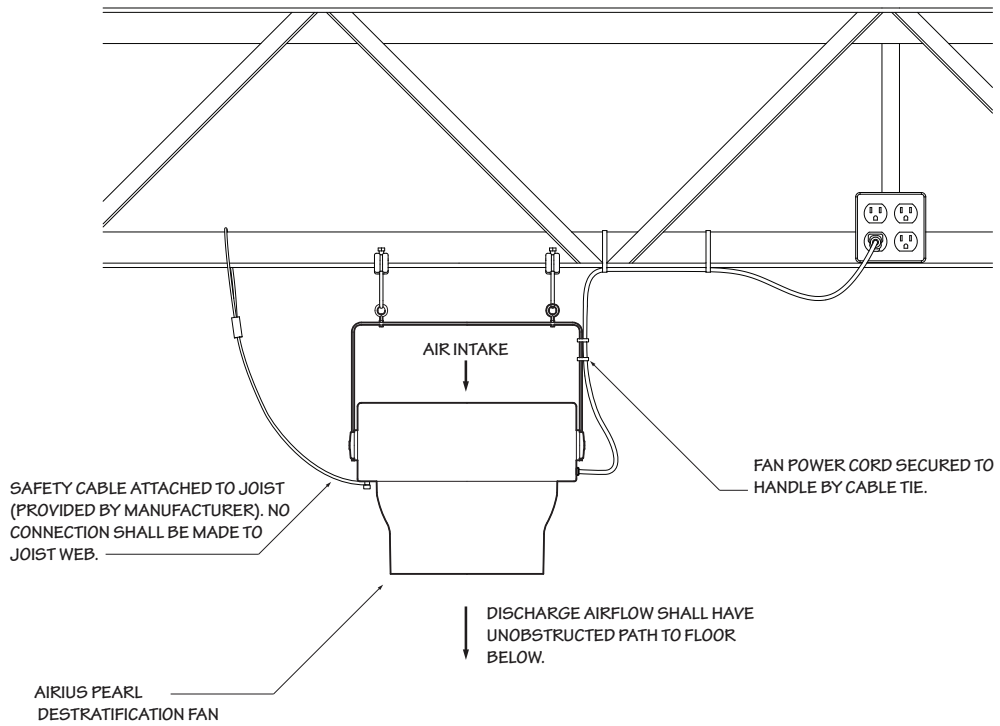 AIR INTAKE
SAFETY CABLE ATTACHED TO JOIST
(PROVIDED BY MANUFACTURER). NO
CONNECTION SHALL BE MADE TO
JOIST WEB.
FAN POWER CORD SECURED TO
HANDLE BY CABLE TIE.
DISCHARGE AIRFLOW SHALL HAVE
UNOBSTRUCTED PATH TO FLOOR
BELOW.
AIRIUS PEARL
DESTRATIFICATION FAN